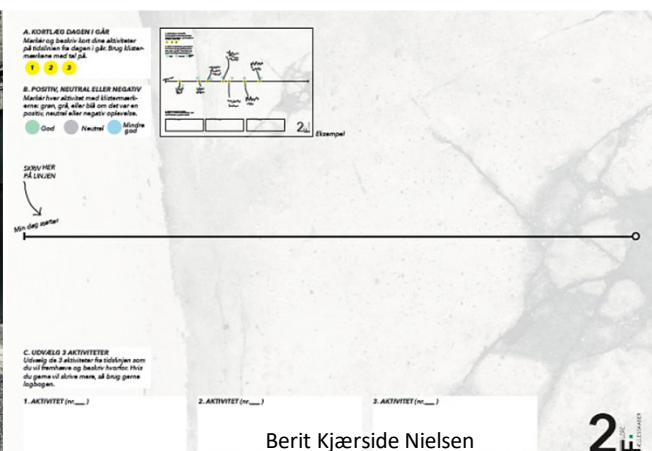 A. KORTLÆG DAGEN I GÅR
Markér og beskriv kort dine aktiviteter
på tidslinjen fra dagen i går. Brug klister-
mærkerne med tal på.
1 2 3
B. POSITIV, NEUTRAL ELLER NEGATIV
Markér hver aktivitet med klistermærk-
erne: grøn, grå, eller blå om det var en
positiv, neutral eller negativ oplevelse.
God Neutral Mindre
god
2
Eksempel
SKRIV HER
PÅ LINJEN
Min dag starter
C. UDVÆLG 3 AKTIVITETER
Udvælg de 3 aktiviteter fra tidslinjen som
du vil fremhæve og beskriv hvorfor. Hvis
du gerne vil skrive mere, så brug gerne
logbogen.
1. AKTIVITET (nr.___ )
2. AKTIVITET (nr.___ )
3. AKTIVITET (nr.___ )
2
Berit Kjærside Nielsen